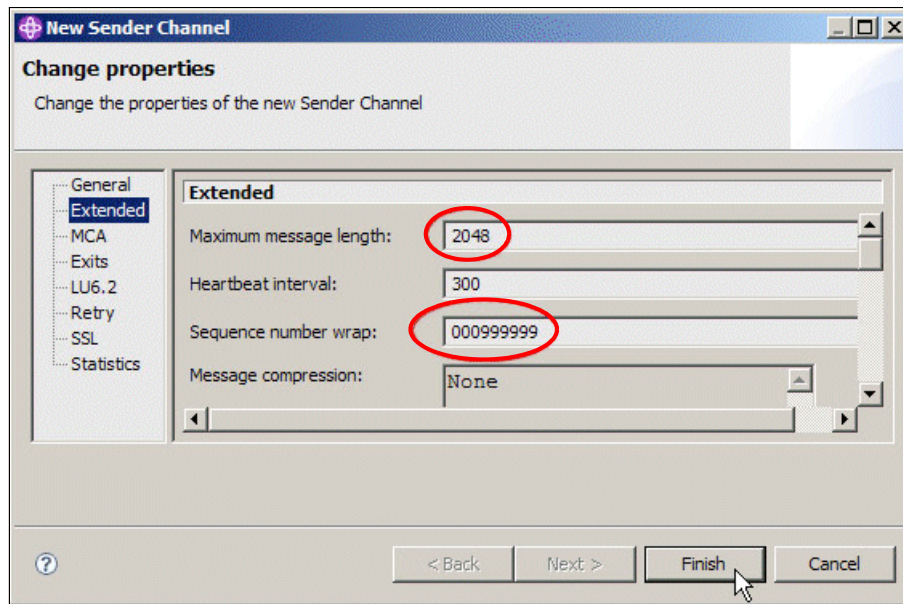 New Sender Channel
Change properties
Change the properties of the new Sender Channel
General
Extended
MCA
Exits
LU6.2
Retry
SSL
Statistics
Extended
Maximum message length: 2048
Heartbeat interval: 300
Sequence number wrap: 000999999
Message compression: None
< Back Next > Finish Cancel